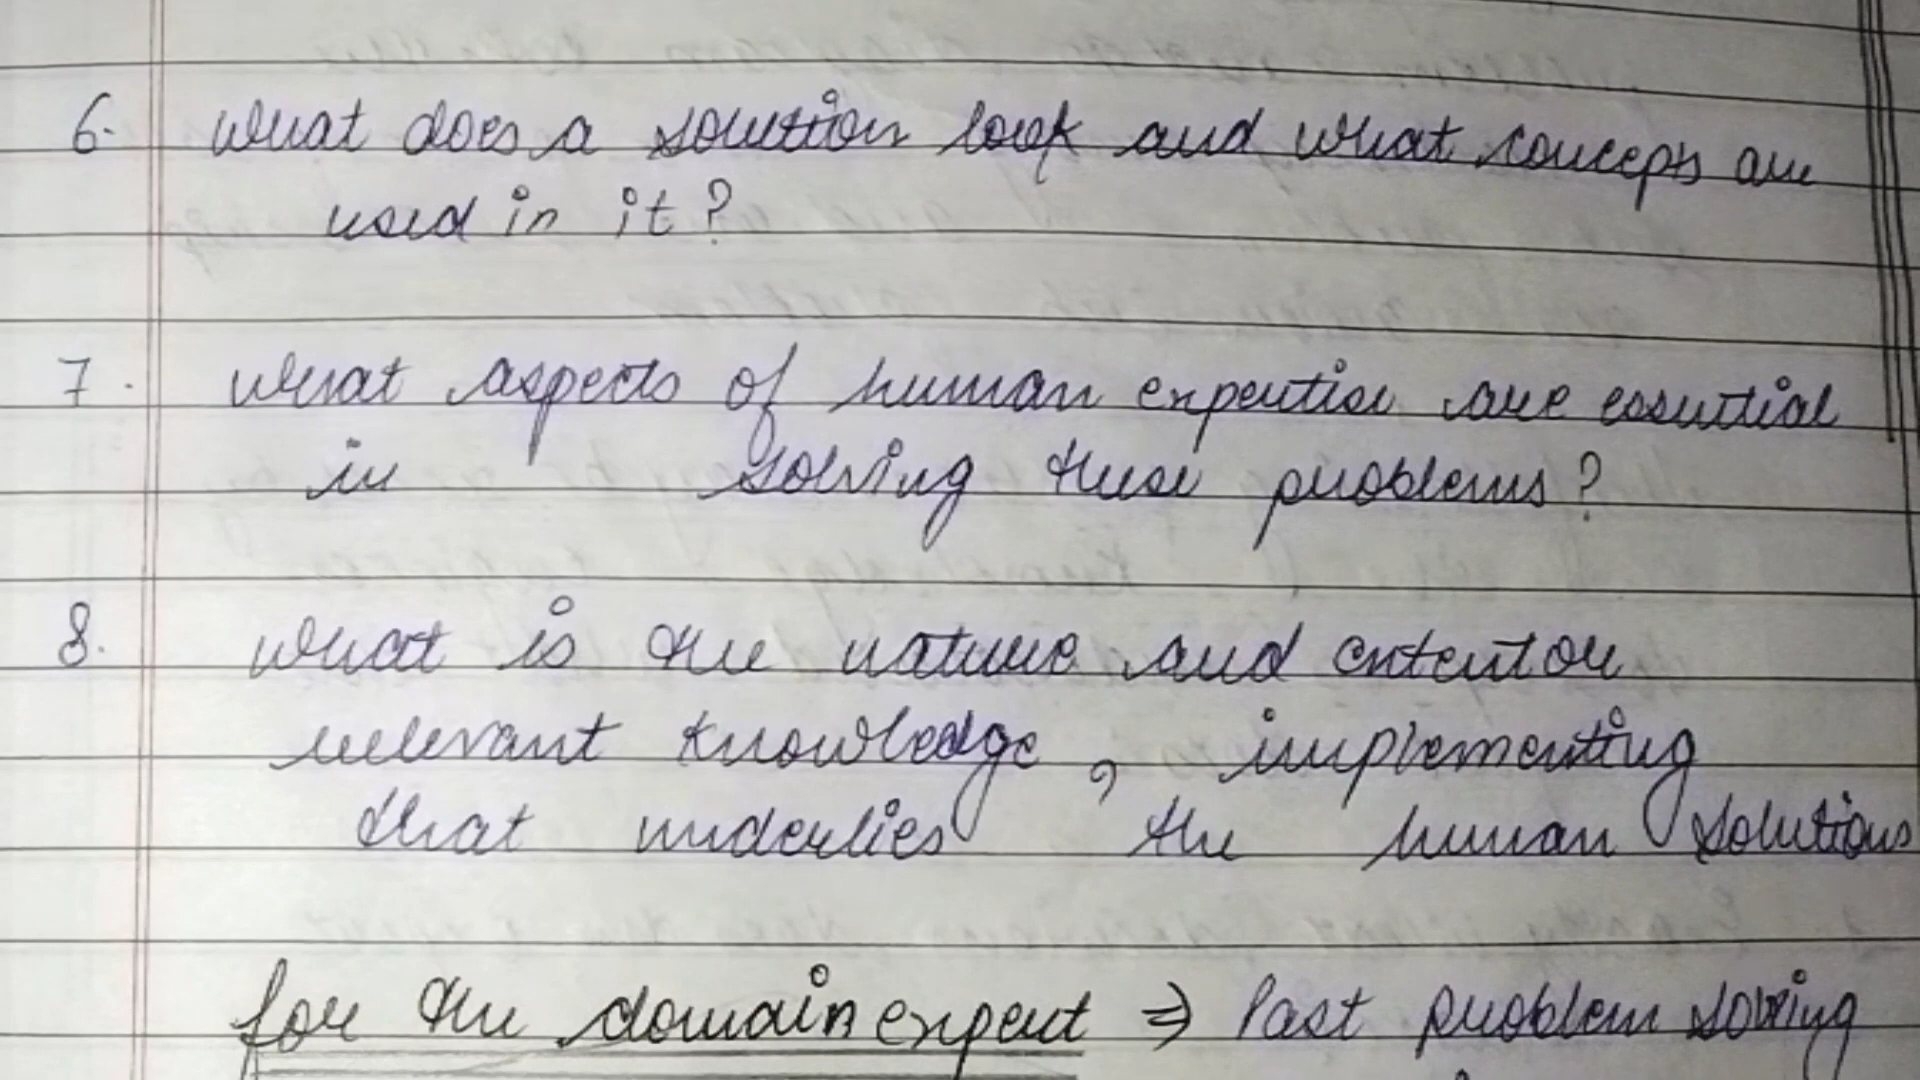 6. what does a solution look and what concepts are
used in it?
7. what aspects of human expertise are essential
in solving these problems?
8. what is the nature and extent or
relevant knowledge, implementing
that underlies the human solutions
for the domain expert ⇒ Past problem solving